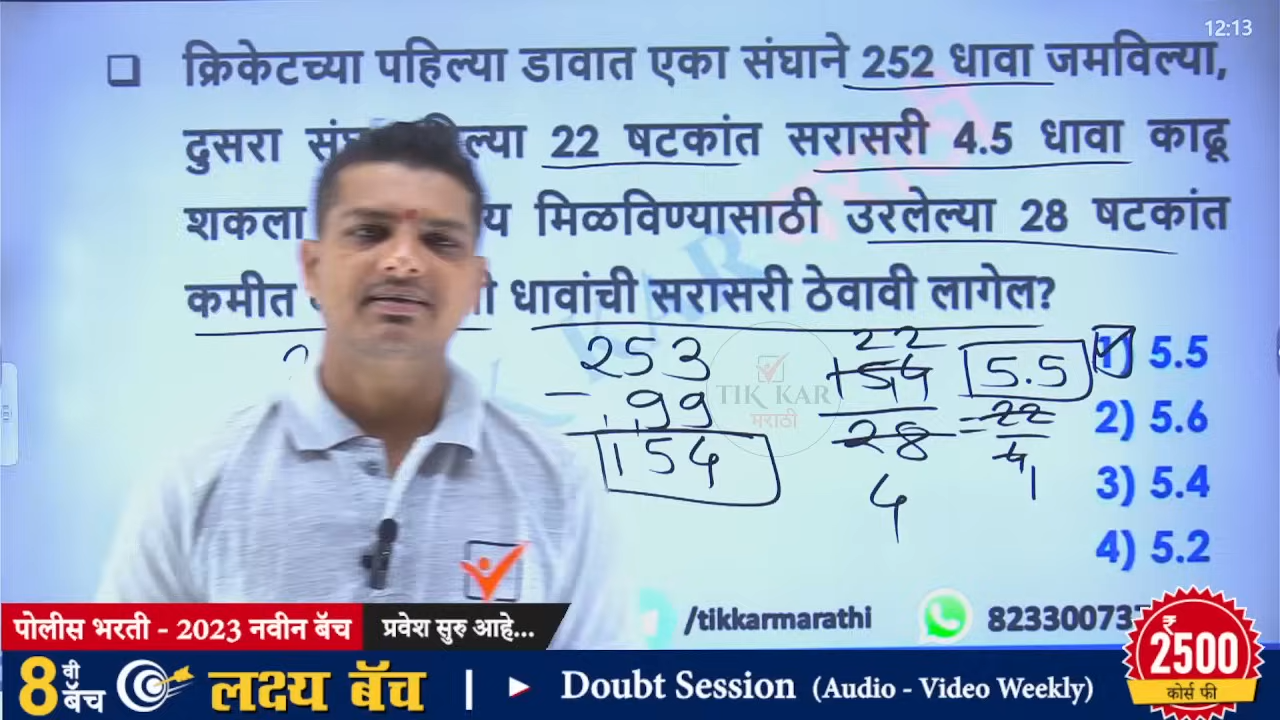 12:13
❑ क्रिकेटच्या पहिल्या डावात एका संघाने 252 धावा जमविल्या,
दुसरा 22 षटकांत सरासरी 4.5 धावा काढू
शकला मिळविण्यासाठी उरलेल्या 28 षटकांत
कमीत धावांची सरासरी ठेवावी लागेल?
253
- 99
154
22
154
28
4
= 22
4
1
5.5
1) 5.5
2) 5.6
3) 5.4
4) 5.2
TIK KAR
मराठी
/tikkarmarathi
पोलीस भरती - 2023 नवीन बॅच
प्रवेश सुरु आहे...
8 वी बॅच
लक्ष्य बॅच
Doubt Session (Audio - Video Weekly)
₹
2500
कोर्स फी